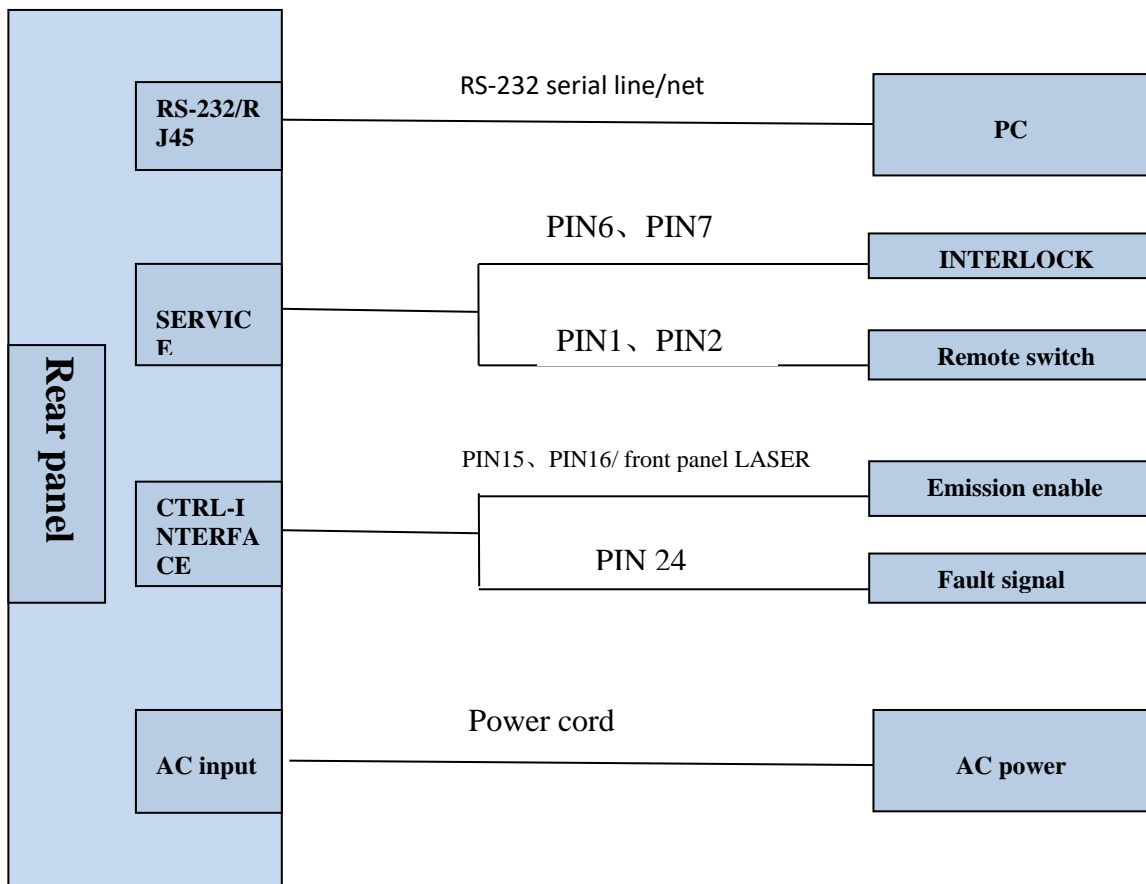 RS-232 serial line/net
RS-232/R
J45
PC
PIN6、PIN7
INTERLOCK
SERVIC
E
PIN1、PIN2
Remote switch
Rear panel
PIN15、PIN16/ front panel LASER
Emission enable
CTRL-I
NTERFA
CE
PIN 24
Fault signal
Power cord
AC input
AC power